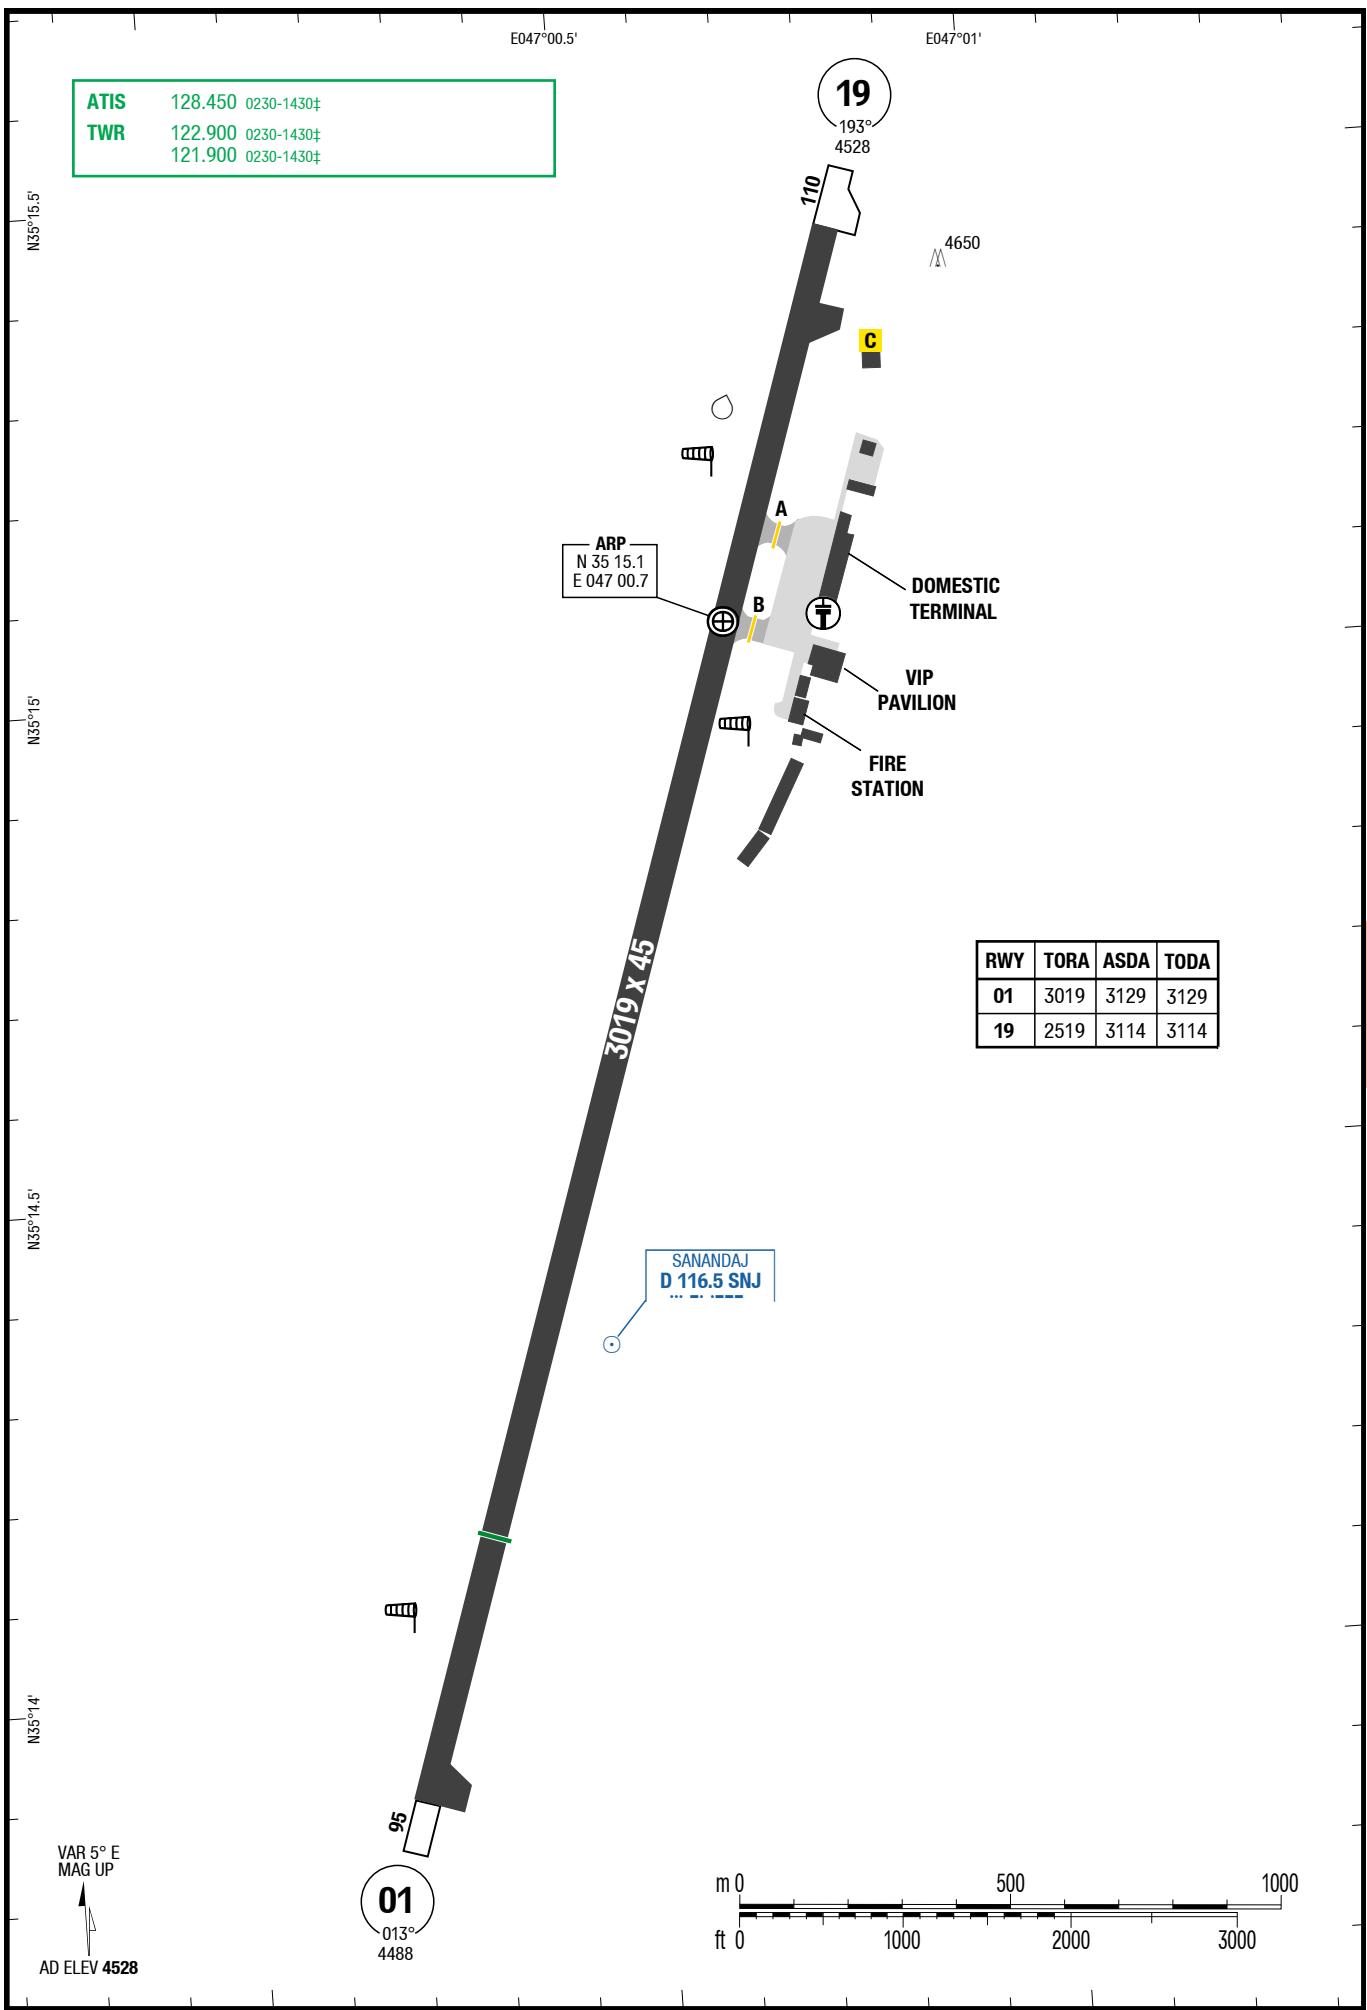 E047°00.5'
E047°01'
ATIS 128.450 0230-1430‡
TWR 122.900 0230-1430‡
121.900 0230-1430‡
19
193°
4528
110
N35°15.5'
4650
C
A
ARP
N 35 15.1
E 047 00.7
B
DOMESTIC
TERMINAL
VIP
PAVILION
N35°15'
FIRE
STATION
3019 x 45
RWY TORA ASDA TODA
01 3019 3129 3129
19 2519 3114 3114
N35°14.5'
SANANDAJ
D 116.5 SNJ
N35°14'
95
VAR 5° E
MAG UP
01
013°
4488
AD ELEV 4528
m 0 500 1000
ft 0 1000 2000 3000